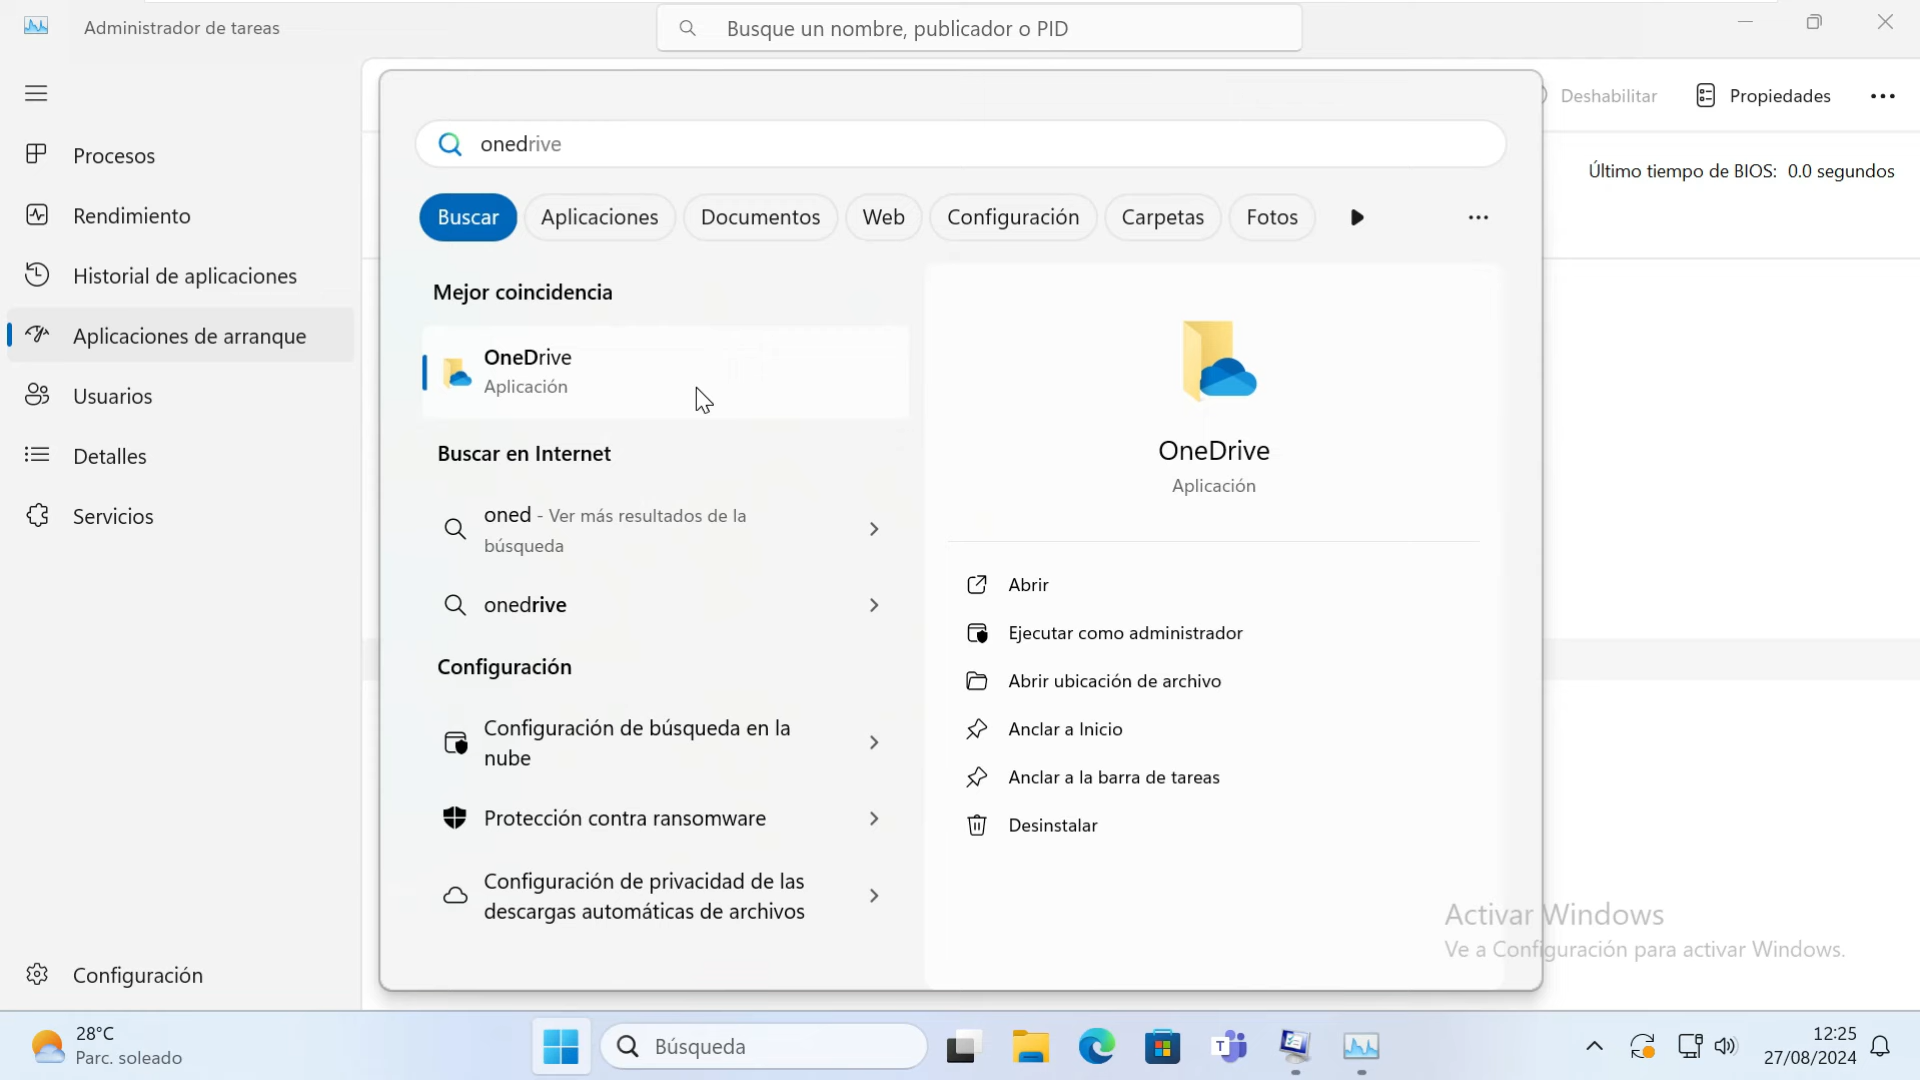 Administrador de tareas
Busque un nombre, publicador o PID
Deshabilitar
Propiedades
Último tiempo de BIOS: 0.0 segundos
Procesos
Rendimiento
Historial de aplicaciones
Aplicaciones de arranque
Usuarios
Detalles
Servicios
Configuración
onedrive
Buscar
Aplicaciones
Documentos
Web
Configuración
Carpetas
Fotos
Mejor coincidencia
OneDrive
Aplicación
Buscar en Internet
oned - Ver más resultados de la
búsqueda
onedrive
Configuración
Configuración de búsqueda en la
nube
Protección contra ransomware
Configuración de privacidad de las
descargas automáticas de archivos
OneDrive
Aplicación
Abrir
Ejecutar como administrador
Abrir ubicación de archivo
Anclar a Inicio
Anclar a la barra de tareas
Desinstalar
Activar Windows
Ve a Configuración para activar Windows.
28°C
Parc. soleado
Búsqueda
12:25
27/08/2024